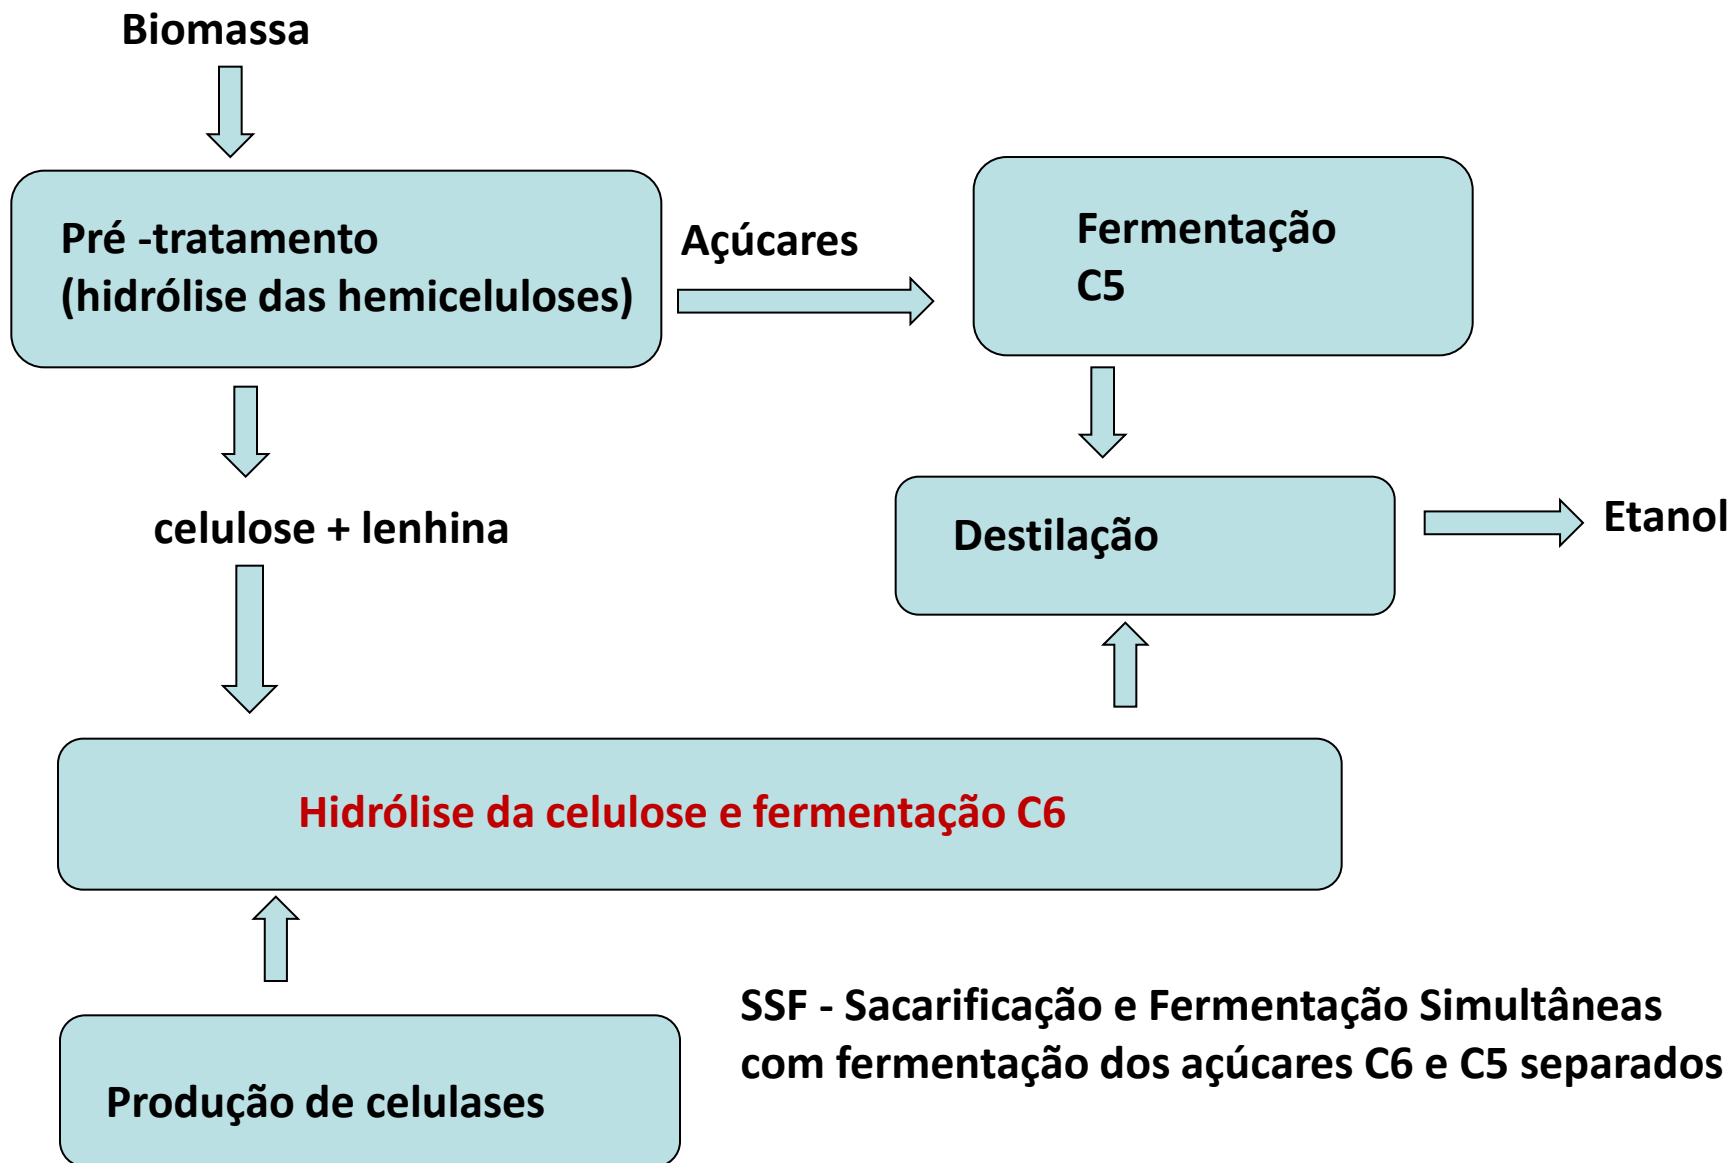 Biomassa
Pré -tratamento
(hidrólise das hemiceluloses)
Açúcares
Fermentação
C5
celulose + lenhina
Destilação
Etanol
Hidrólise da celulose e fermentação C6
Produção de celulases
SSF - Sacarificação e Fermentação Simultâneas
com fermentação dos açúcares C6 e C5 separados